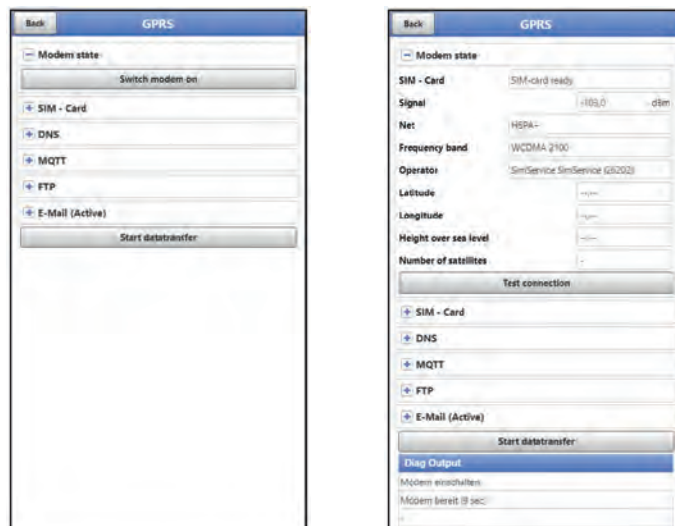 Back GPRS
Modem state
Switch modem on
SIM - Card
DNS
MQTT
FTP
E-Mail (Active)
Start datatransfer
Back GPRS
Modem state
SIM - Card SIM-card ready
Signal -105,0 dBm
Net HSPA-
Frequency band WCDMA 2100
Operator SimService SimService (26202)
Latitude --,---
Longitude --,---
Height over sea level --,--
Number of satellites -
Test connection
SIM - Card
DNS
MQTT
FTP
E-Mail (Active)
Start datatransfer
Diag Output
Modem einschalten
Modem bereit (9 sec)
-